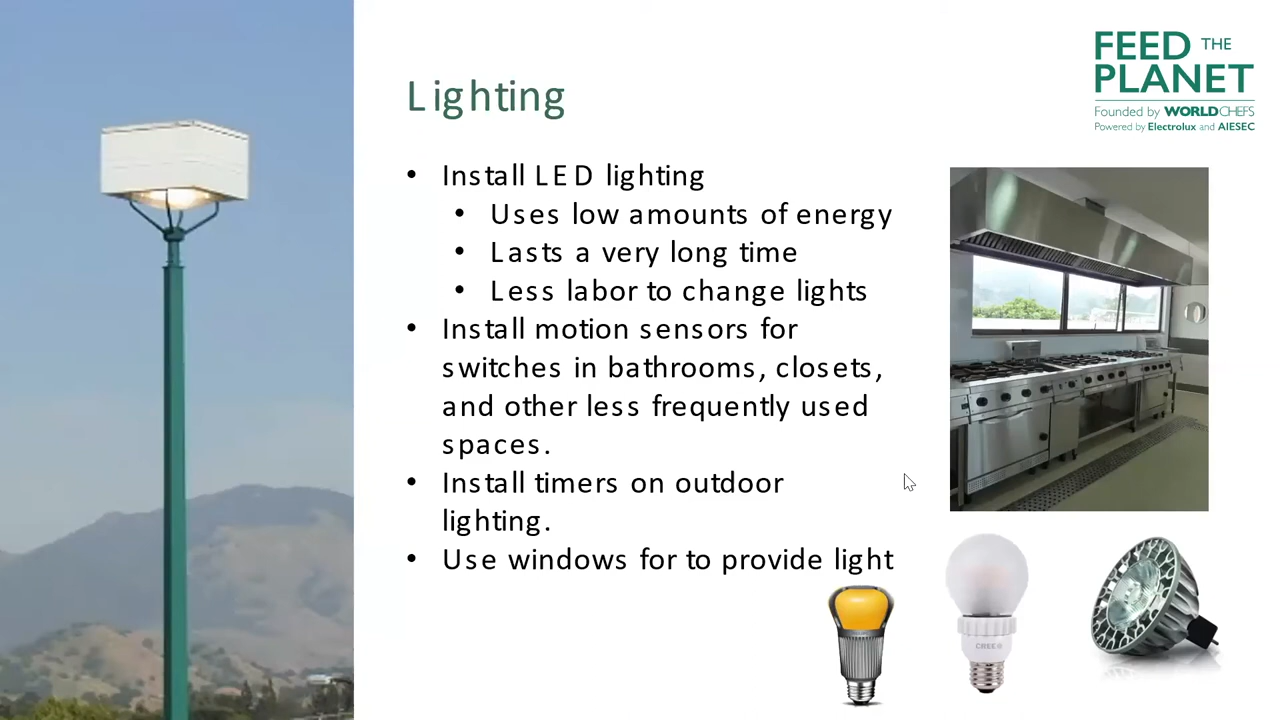 FEED THE
PLANET
Founded by WORLDCHEFS
Powered by Electrolux and AIESEC
Lighting
• Install LED lighting
• Uses low amounts of energy
• Lasts a very long time
• Less labor to change lights
• Install motion sensors for
switches in bathrooms, closets,
and other less frequently used
spaces.
• Install timers on outdoor
lighting.
• Use windows for to provide light
CREE